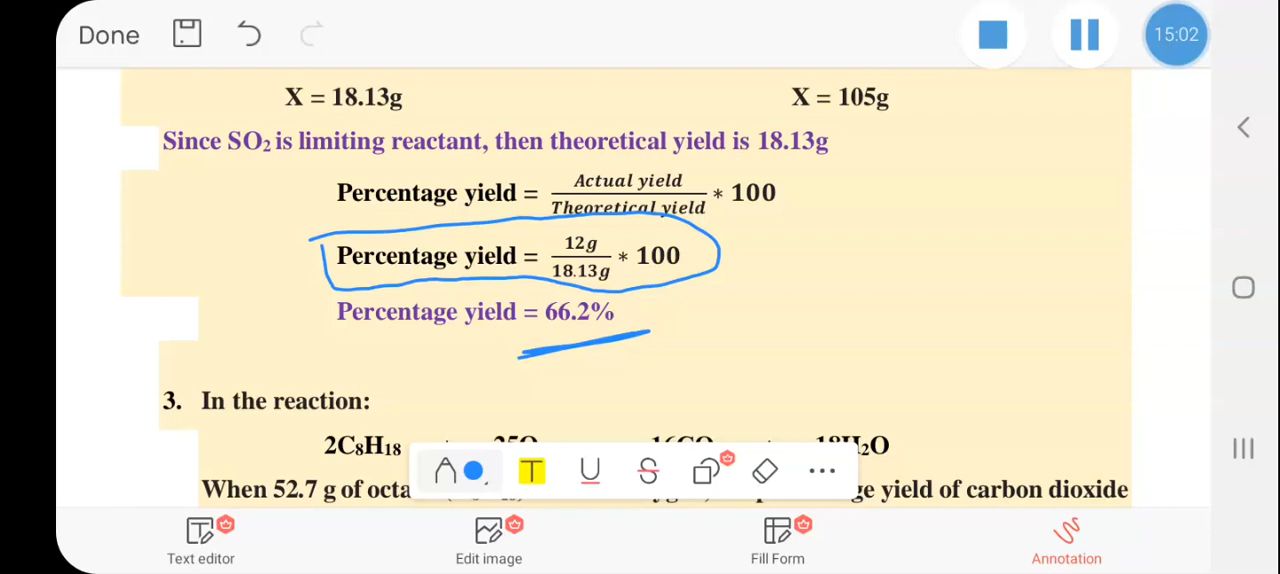 Done
15:02
X = 18.13g X = 105g
Since SO₂ is limiting reactant, then theoretical yield is 18.13g
Percentage yield = Actual yield / Theoretical yield * 100
Percentage yield = 12g / 18.13g * 100
Percentage yield = 66.2%
3. In the reaction:
2C₈H₁₈ H₂O
When 52.7 g of yield of carbon dioxide
T U S
Text editor Edit image Fill Form Annotation